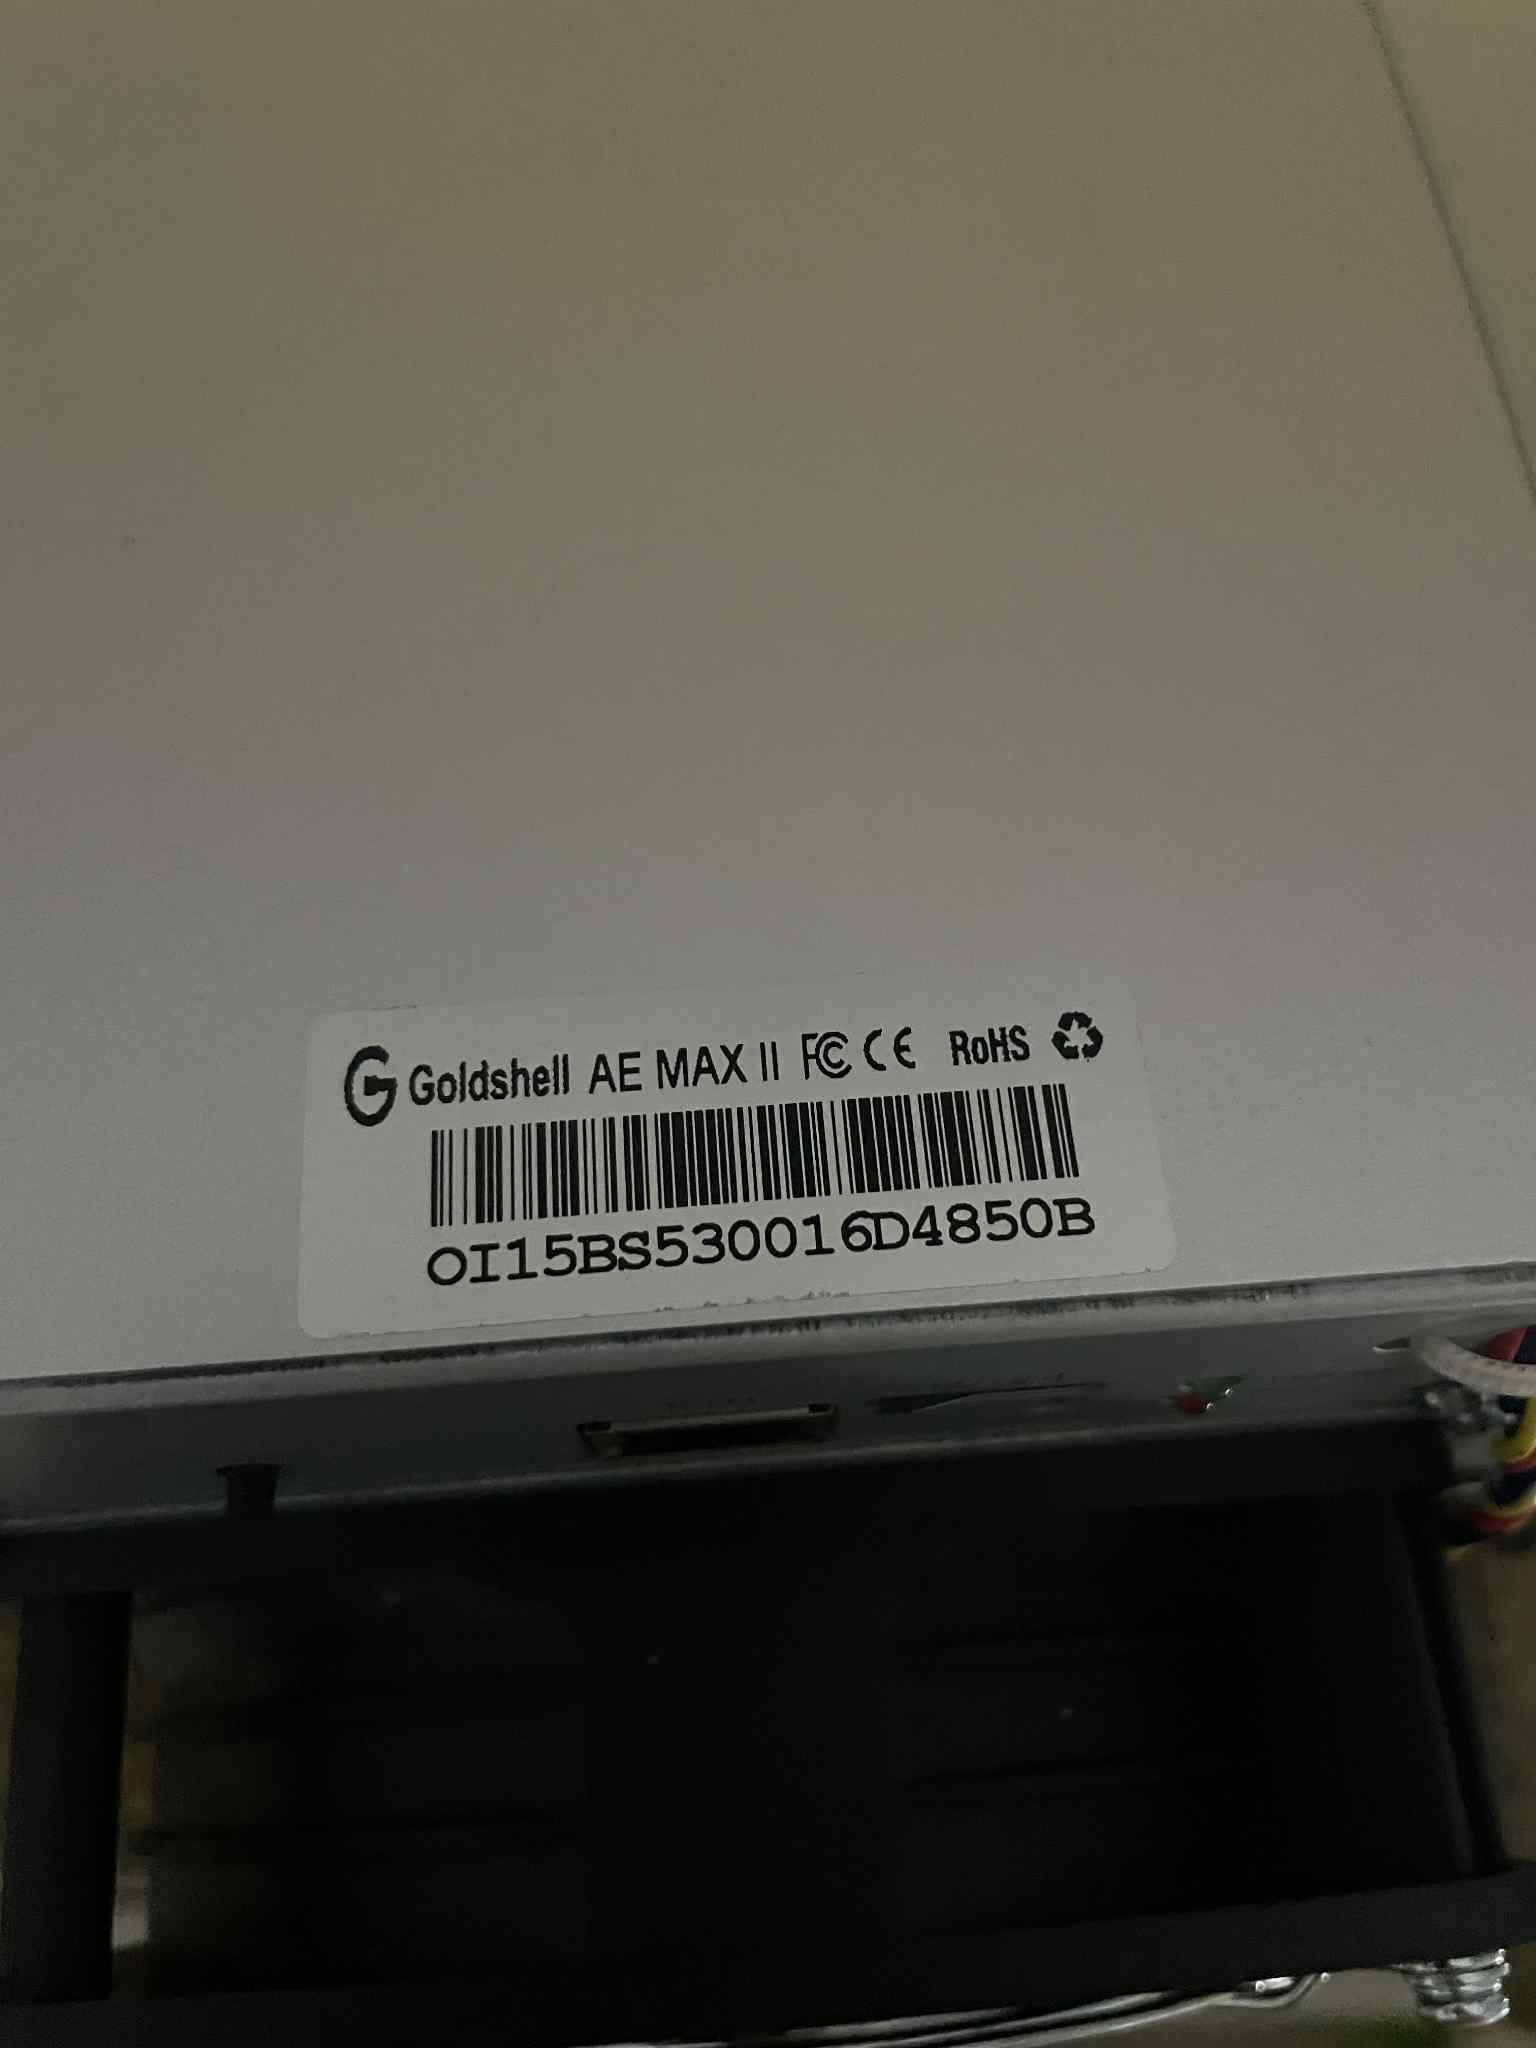 Goldshell AE MAX II FC CE RoHS
OI15BS530016D4850B